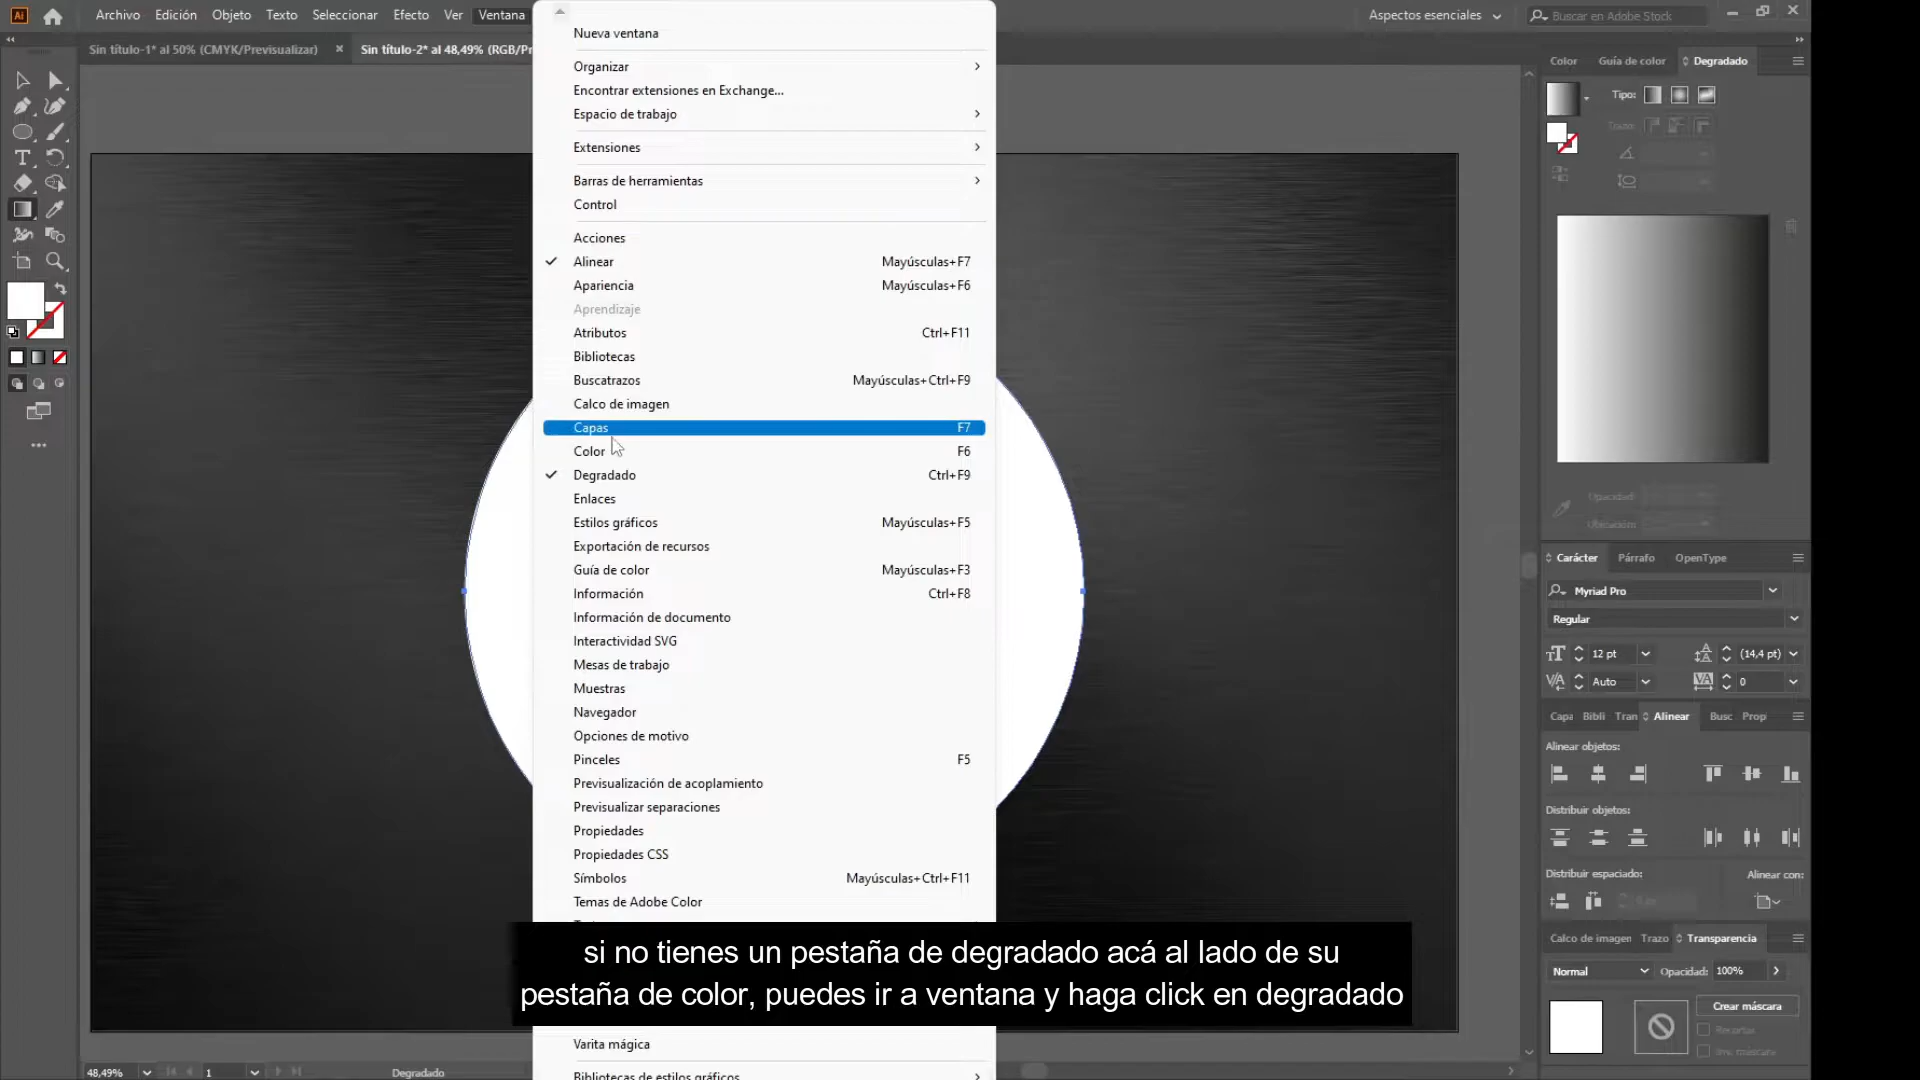 Ai
Archivo
Edición
Objeto
Texto
Seleccionar
Efecto
Ver
Ventana
Aspectos esenciales
Buscar en Adobe Stock
Sin título-1* al 50% (CMYK/Previsualizar)
Sin título-2* al 48,49% (RGB/Pr
Nueva ventana
Organizar
Encontrar extensiones en Exchange...
Espacio de trabajo
Extensiones
Barras de herramientas
Control
Acciones
Alinear Mayúsculas+F7
Apariencia Mayúsculas+F6
Aprendizaje
Atributos Ctrl+F11
Bibliotecas
Buscatrazos Mayúsculas+Ctrl+F9
Calco de imagen
Capas F7
Color F6
Degradado Ctrl+F9
Enlaces
Estilos gráficos Mayúsculas+F5
Exportación de recursos
Guía de color Mayúsculas+F3
Información Ctrl+F8
Información de documento
Interactividad SVG
Mesas de trabajo
Muestras
Navegador
Opciones de motivo
Pinceles F5
Previsualización de acoplamiento
Previsualizar separaciones
Propiedades
Propiedades CSS
Símbolos Mayúsculas+Ctrl+F11
Temas de Adobe Color
si no tienes un pestaña de degradado acá al lado de su
pestaña de color, puedes ir a ventana y haga click en degradado
Varita mágica
Bibliotecas de estilos gráficos
Color Guía de color Degradado
Tipo:
Trazo:
Opacidad:
Ubicación:
Carácter Párrafo OpenType
Myriad Pro
Regular
12 pt (14,4 pt)
Auto 0
Capa Bibli Tran Alinear Busc Prop
Alinear objetos:
Distribuir objetos:
Distribuir espaciado: Alinear con:
0 px
Calco de imagen Trazo Transparencia
Normal Opacidad: 100%
Crear máscara
Recortar
Inv. máscara
48,49% 1 Degradado